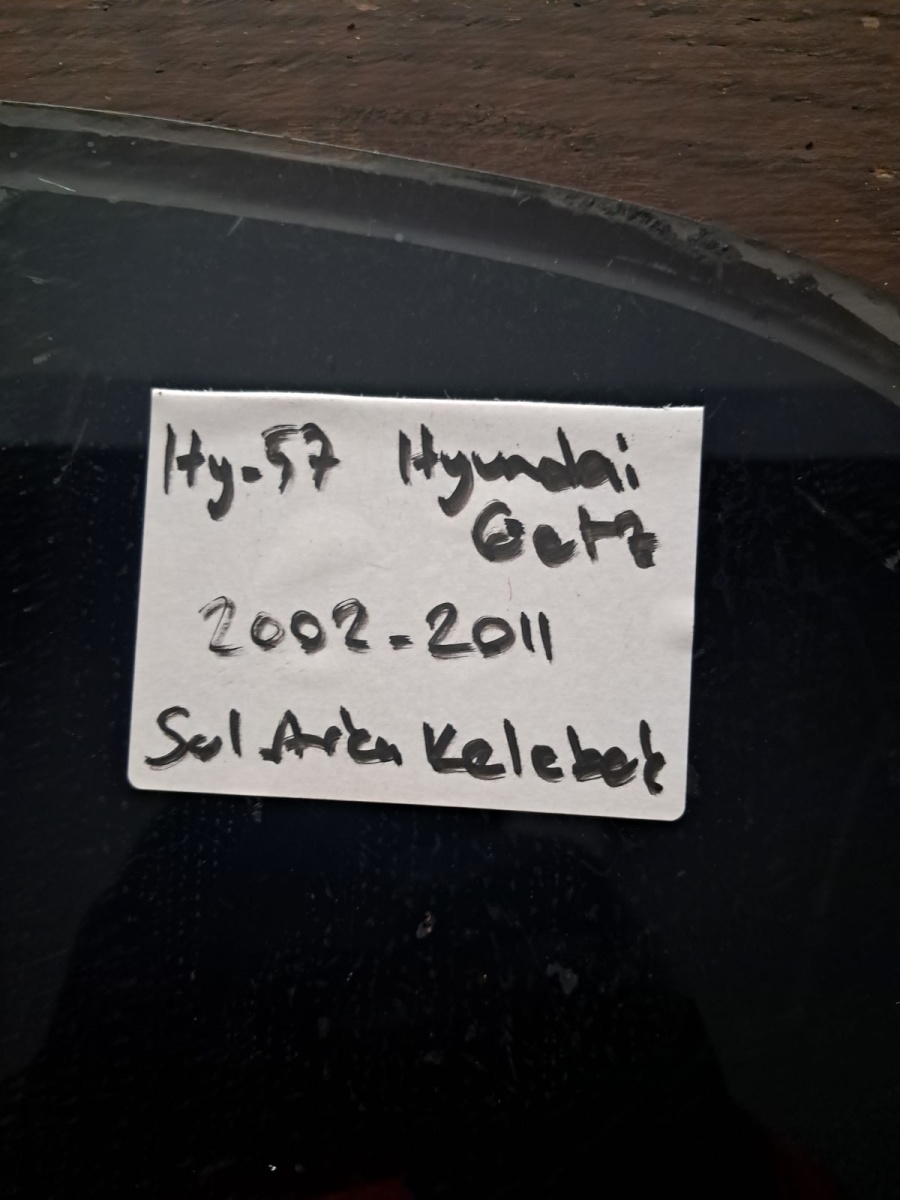 Hy-57 Hyundai
Getz
2002-2011
Sol Arka Kelebek